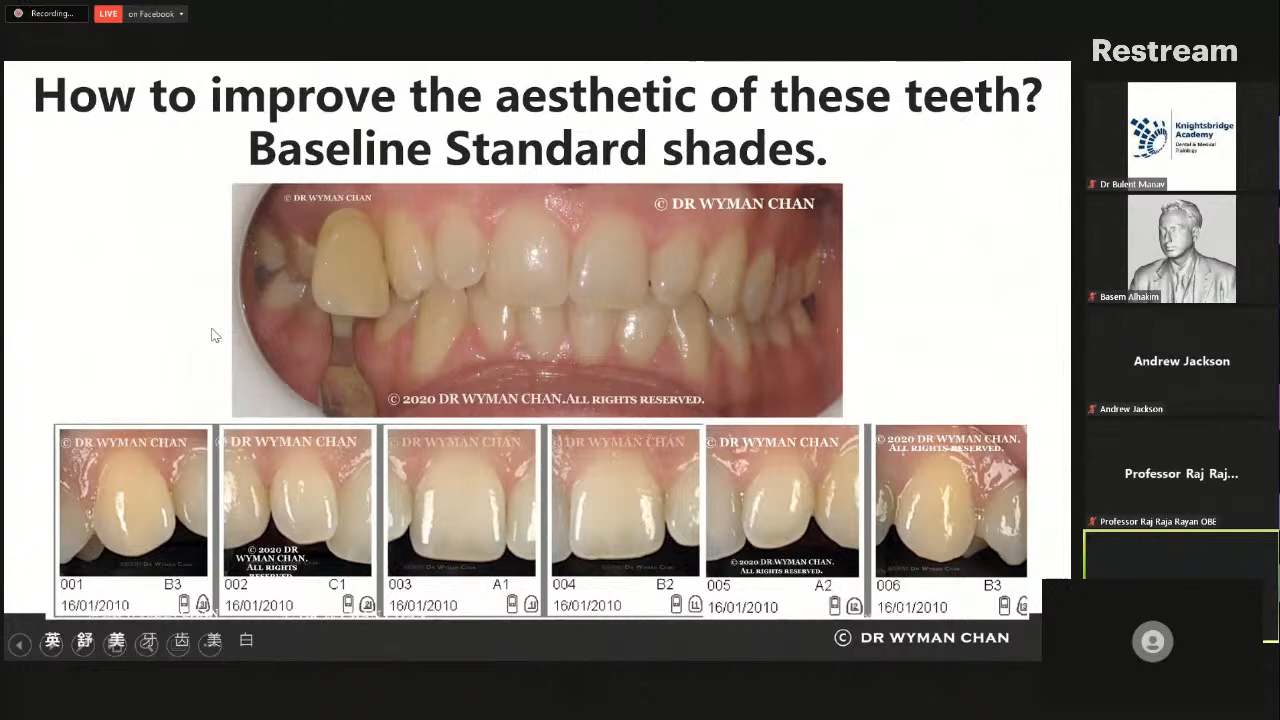 Recording...
LIVE on Facebook
Restream
How to improve the aesthetic of these teeth?
Baseline Standard shades.
© DR WYMAN CHAN
© DR WYMAN CHAN
© 2020 DR WYMAN CHAN.ALL RIGHTS RESERVED.
© DR WYMAN CHAN
© DR WYMAN CHAN
© DR WYMAN CHAN
© DR WYMAN CHAN
© DR WYMAN CHAN
© 2020 DR WYMAN CHAN.
ALL RIGHTS RESERVED.
© 2020 DR
WYMAN CHAN.
ALL RIGHTS
RESERVED
© 2020 DR WYMAN CHAN.
ALL RIGHTS RESERVED.
001 B3
16/01/2010
002 C1
16/01/2010
003 A1
16/01/2010
004 B2
16/01/2010
005 A2
16/01/2010
006 B3
16/01/2010
英 舒 美 牙 齿 美 白
© DR WYMAN CHAN
Knightsbridge
Academy
Dental & Medical
Trainings
Dr Bulent Manav
Basem Alhakim
Andrew Jackson
Andrew Jackson
Professor Raj Raj...
Professor Raj Raja Rayan OBE